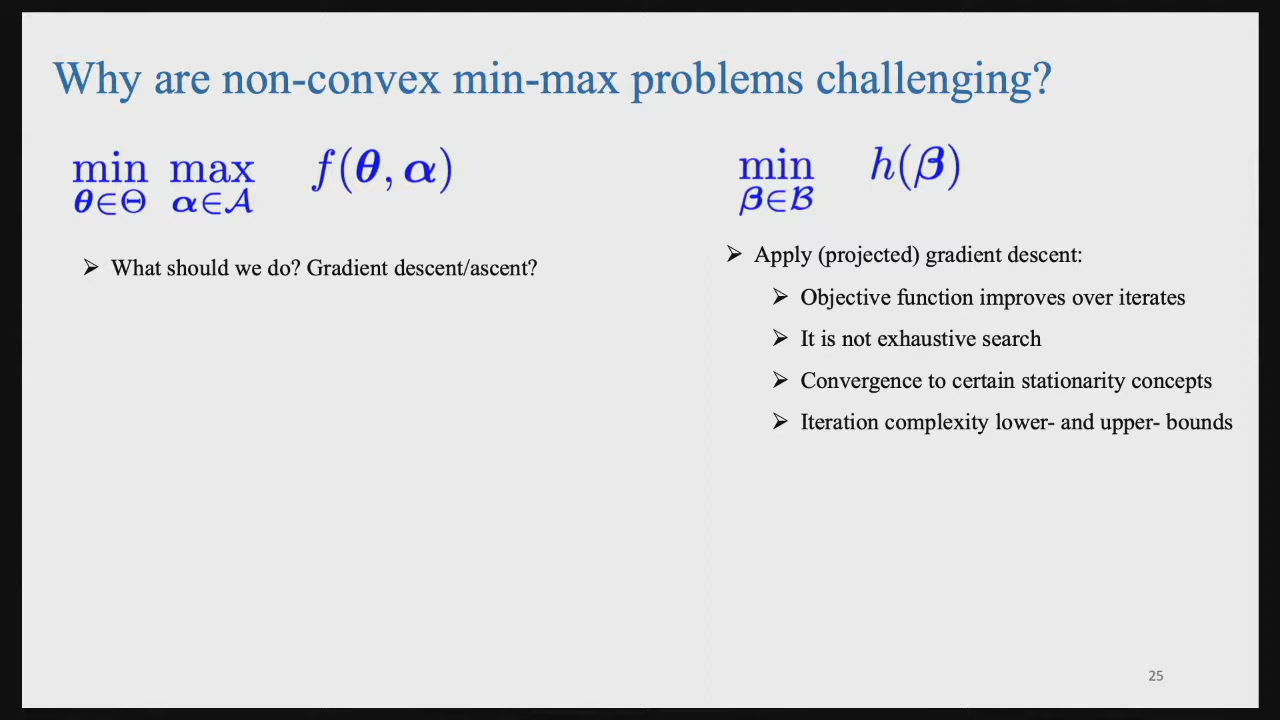 Why are non-convex min-max problems challenging?
min max f(θ, α)
θ∈Θ α∈𝒜
➢ What should we do? Gradient descent/ascent?
min h(β)
β∈ℬ
➢ Apply (projected) gradient descent:
➢ Objective function improves over iterates
➢ It is not exhaustive search
➢ Convergence to certain stationarity concepts
➢ Iteration complexity lower- and upper- bounds
25